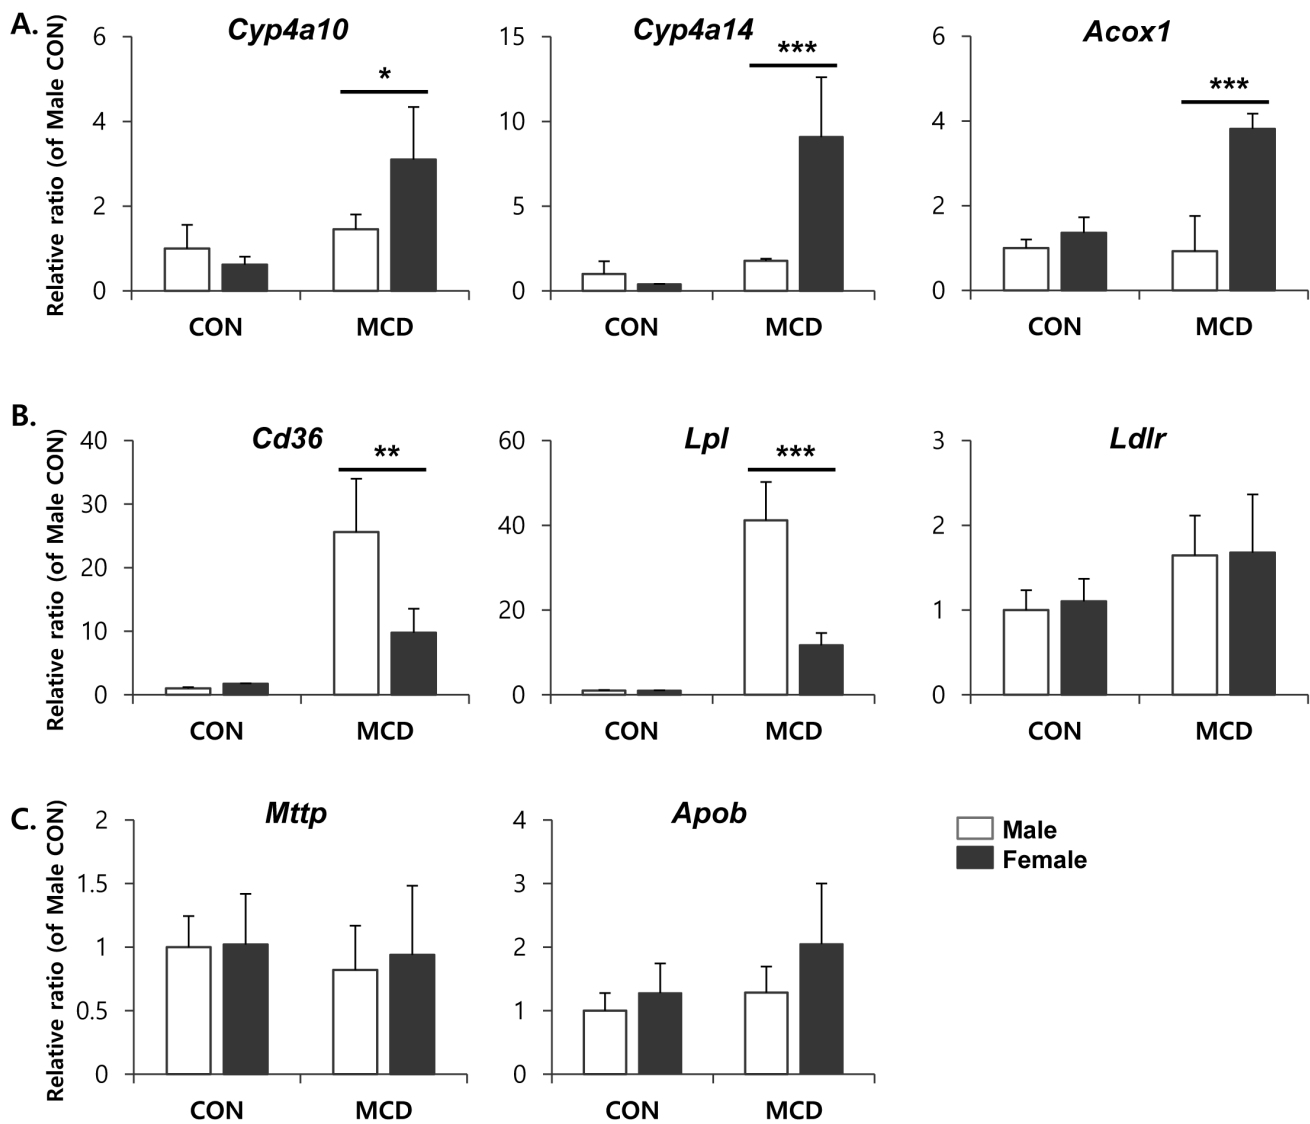 A.
Relative ratio (of Male CON)
Cyp4a10
6
4
2
0
*
CON MCD
Cyp4a14
15
10
5
0
***
CON MCD
Acox1
6
4
2
0
***
CON MCD
B.
Relative ratio (of Male CON)
Cd36
40
30
20
10
0
**
CON MCD
Lpl
60
40
20
0
***
CON MCD
Ldlr
3
2
1
0
CON MCD
C.
Relative ratio (of Male CON)
Mttp
2
1.5
1
0.5
0
CON MCD
Apob
4
3
2
1
0
CON MCD
Male
Female